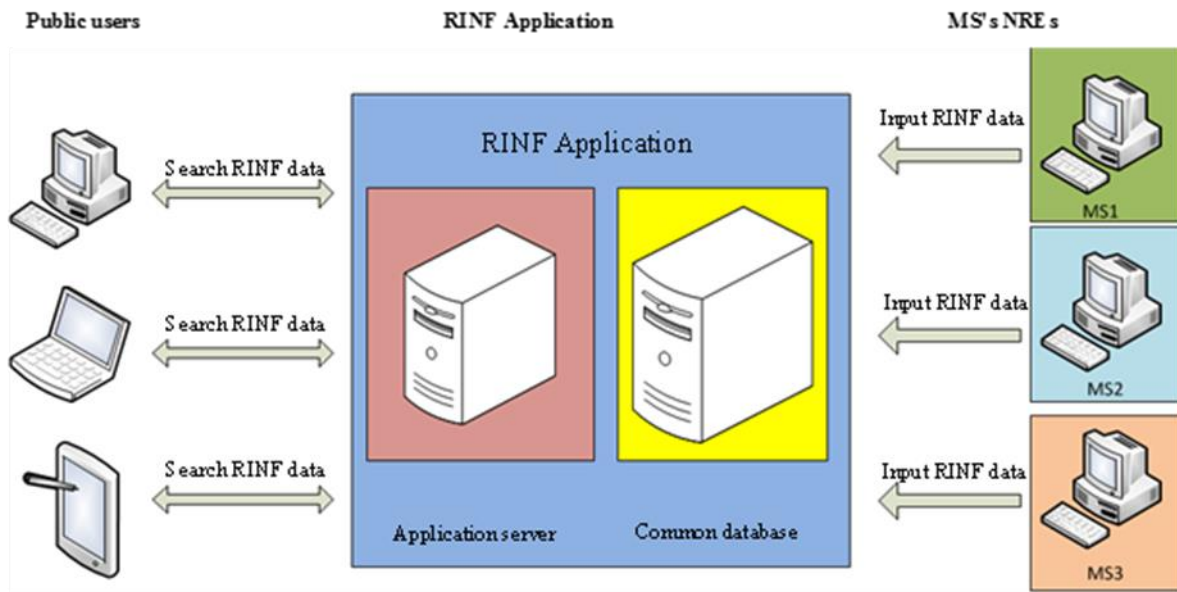 Public users
RINF Application
MS's NREs
RINF Application
Search RINF data
Search RINF data
Search RINF data
Application server
Common database
Input RINF data
MS1
Input RINF data
MS2
Input RINF data
MS3